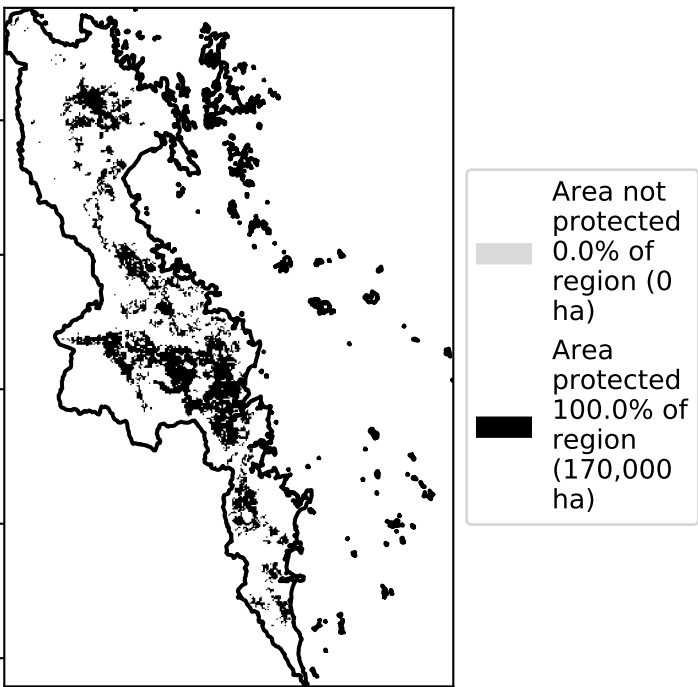 Area not
protected
0.0% of
region (0
ha)
Area
protected
100.0% of
region
(170,000
ha)